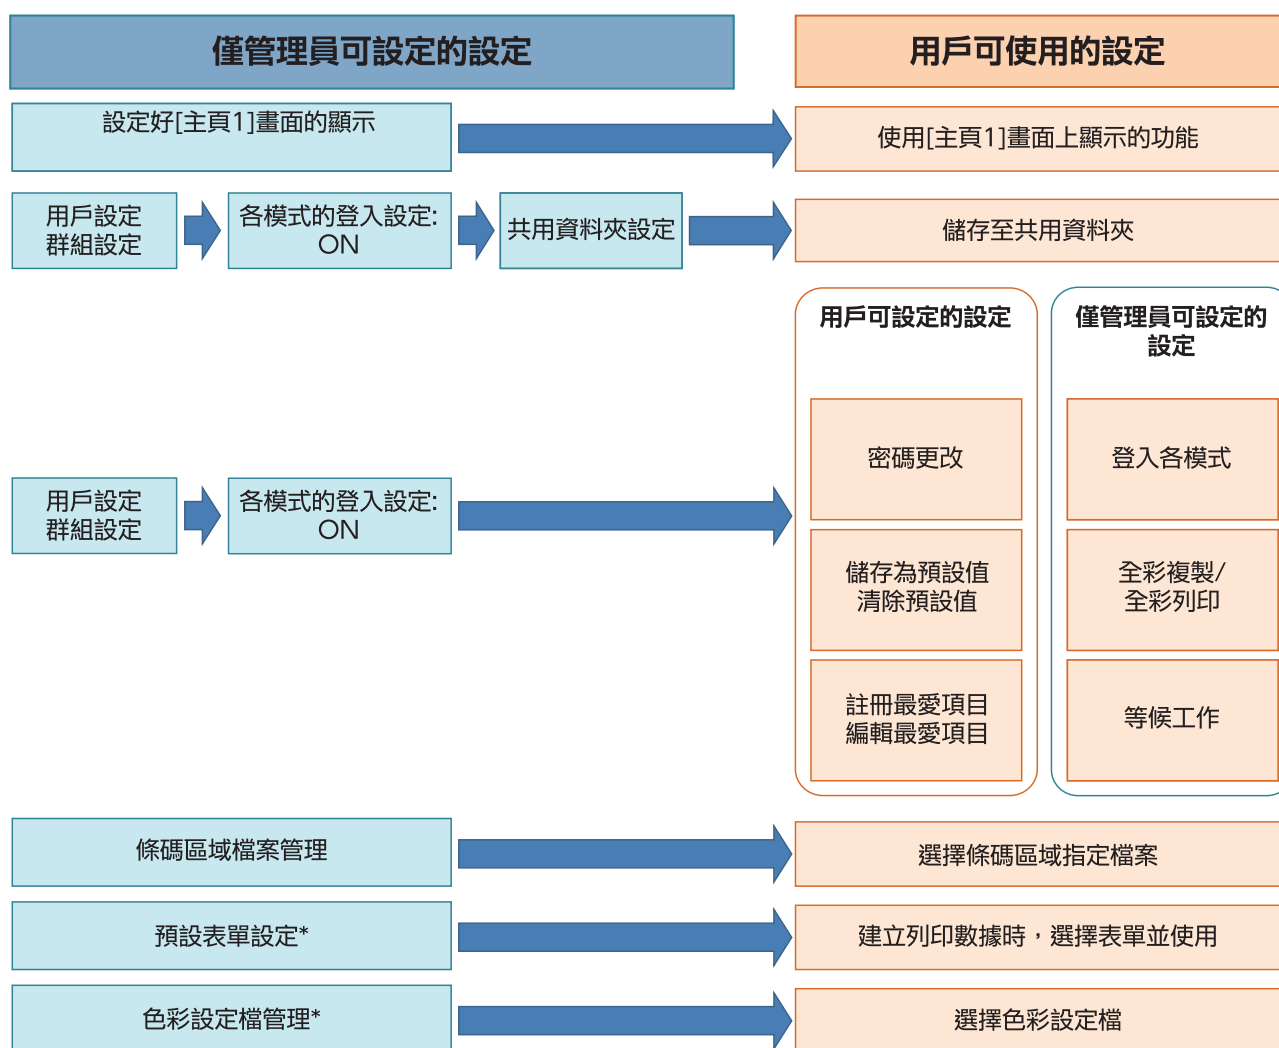 僅管理員可設定的設定
用戶可使用的設定
設定好[主頁1]畫面的顯示
使用[主頁1]畫面上顯示的功能
用戶設定
群組設定
各模式的登入設定:
ON
共用資料夾設定
儲存至共用資料夾
用戶可設定的設定
僅管理員可設定的
設定
用戶設定
群組設定
各模式的登入設定:
ON
密碼更改
登入各模式
儲存為預設值
清除預設值
全彩複製/
全彩列印
註冊最愛項目
編輯最愛項目
等候工作
條碼區域檔案管理
選擇條碼區域指定檔案
預設表單設定*
建立列印數據時，選擇表單並使用
色彩設定檔管理*
選擇色彩設定檔